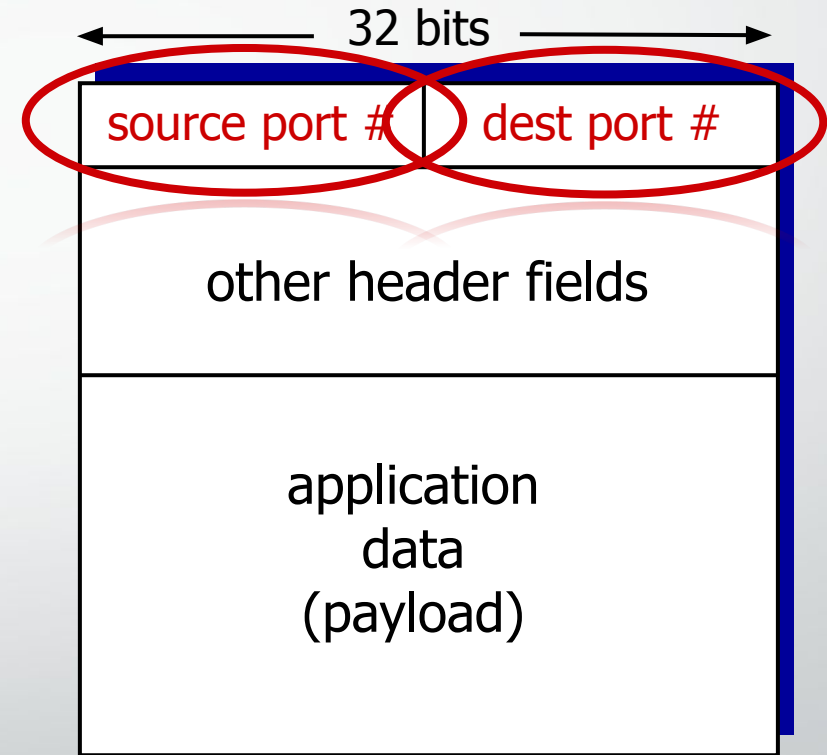 32 bits
source port # dest port #
other header fields
application
data
(payload)